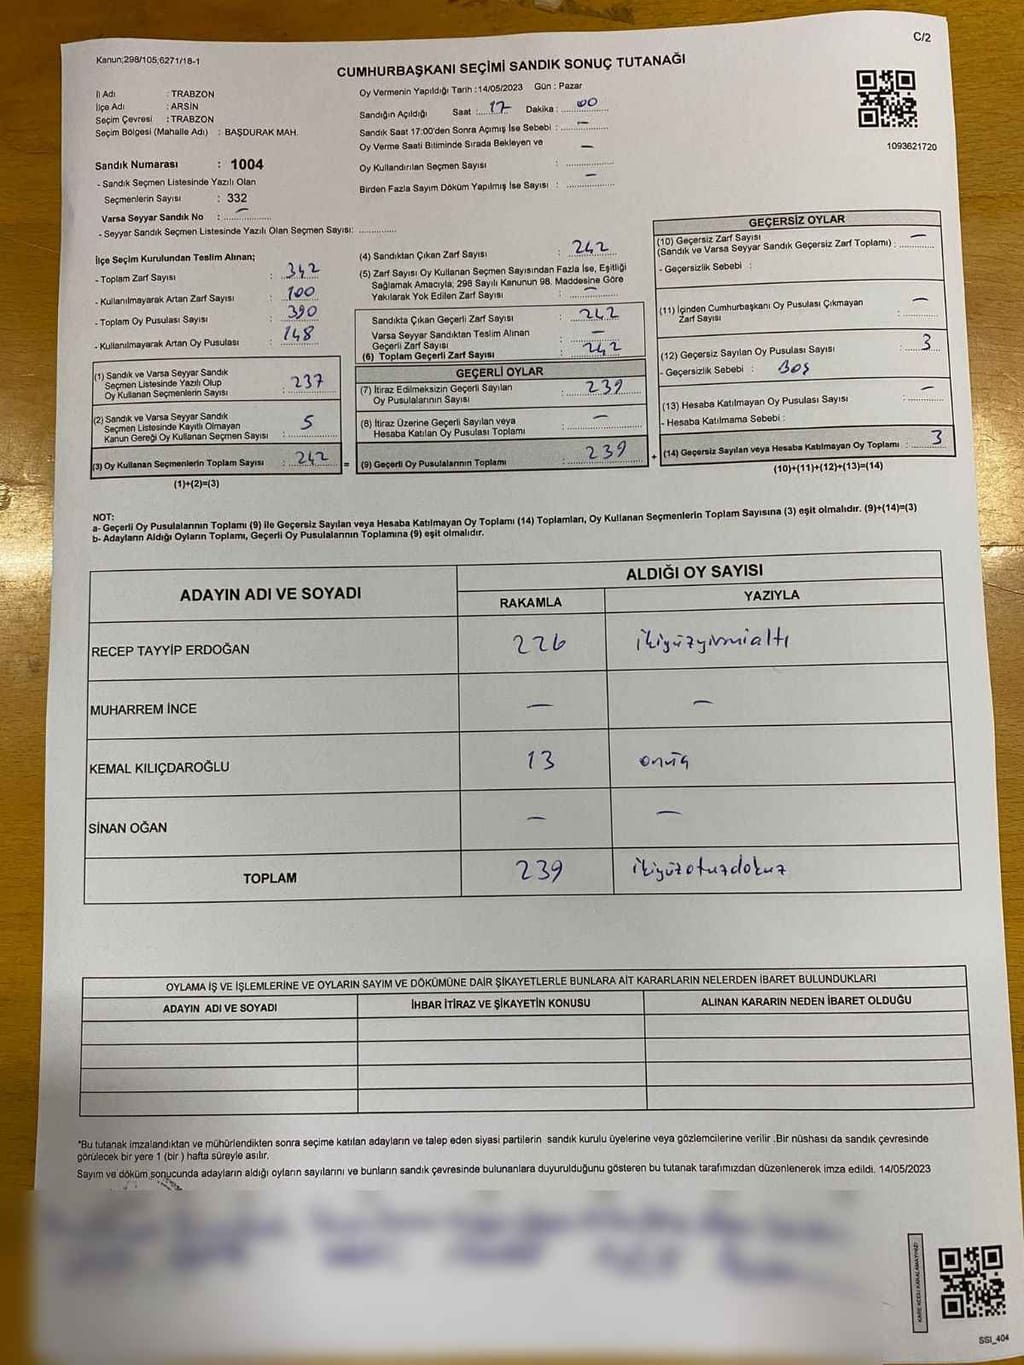 C/2
Kanun;298/105,6271/18-1
CUMHURBAŞKANI SEÇİMİ SANDIK SONUÇ TUTANAĞI
İl Adı : TRABZON
İlçe Adı : ARSİN
Seçim Çevresi : TRABZON
Seçim Bölgesi (Mahalle Adı) : BAŞDURAK MAH.
Sandık Numarası : 1004
- Sandık Seçmen Listesinde Yazılı Olan
Seçmenlerin Sayısı : 332
Varsa Seyyar Sandık No : –
- Seyyar Sandık Seçmen Listesinde Yazılı Olan Seçmen Sayısı:
Oy Vermenin Yapıldığı Tarih :14/05/2023 Gün : Pazar
Sandığın Açıldığı Saat : 17 Dakika : 00
Sandık Saat 17:00'den Sonra Açımış İse Sebebi : –
Oy Verme Saati Bitiminde Sırada Bekleyen ve –
Oy Kullandırılan Seçmen Sayısı :
Birden Fazla Sayım Döküm Yapılmış İse Sayısı : –
1093621720
İlçe Seçim Kurulundan Teslim Alınan;
- Toplam Zarf Sayısı : 342
- Kullanılmayarak Artan Zarf Sayısı : 100
- Toplam Oy Pusulası Sayısı : 390
- Kullanılmayarak Artan Oy Pusulası : 148
(1) Sandık ve Varsa Seyyar Sandık
Seçmen Listesinde Yazılı Olup
Oy Kullanan Seçmenlerin Sayısı : 237
(2) Sandık ve Varsa Seyyar Sandık
Seçmen Listesinde Kayıtlı Olmayan
Kanun Gereği Oy Kullanan Seçmen Sayısı : 5
(3) Oy Kullanan Seçmenlerin Toplam Sayısı : 242
(1)+(2)=(3)
=
(4) Sandıktan Çıkan Zarf Sayısı : 242
(5) Zarf Sayısı Oy Kullanan Seçmen Sayısından Fazla İse, Eşitliği
Sağlamak Amacıyla, 298 Sayılı Kanunun 98. Maddesine Göre
Yakılarak Yok Edilen Zarf Sayısı : –
Sandıkta Çıkan Geçerli Zarf Sayısı : 242
Varsa Seyyar Sandıktan Teslim Alınan
Geçerli Zarf Sayısı : –
(6) Toplam Geçerli Zarf Sayısı : 242
GEÇERLİ OYLAR
(7) İtiraz Edilmeksizin Geçerli Sayılan
Oy Pusulalarının Sayısı : 239
(8) İtiraz Üzerine Geçerli Sayılan veya
Hesaba Katılan Oy Pusulası Toplamı : –
(9) Geçerli Oy Pusulalarının Toplamı : 239
+
GEÇERSİZ OYLAR
(10) Geçersiz Zarf Sayısı
(Sandık ve Varsa Seyyar Sandık Geçersiz Zarf Toplamı) : –
- Geçersizlik Sebebi :
(11) İçinden Cumhurbaşkanı Oy Pusulası Çıkmayan
Zarf Sayısı : –
(12) Geçersiz Sayılan Oy Pusulası Sayısı : 3
- Geçersizlik Sebebi : Boş
(13) Hesaba Katılmayan Oy Pusulası Sayısı : –
- Hesaba Katılmama Sebebi :
(14) Geçersiz Sayılan veya Hesaba Katılmayan Oy Toplamı : 3
(10)+(11)+(12)+(13)=(14)
NOT:
a- Geçerli Oy Pusulalarının Toplamı (9) ile Geçersiz Sayılan veya Hesaba Katılmayan Oy Toplamı (14) Toplamları, Oy Kullanan Seçmenlerin Toplam Sayısına (3) eşit olmalıdır. (9)+(14)=(3)
b- Adayların Aldığı Oyların Toplamı, Geçerli Oy Pusulalarının Toplamına (9) eşit olmalıdır.
ADAYIN ADI VE SOYADI
ALDIĞI OY SAYISI
RAKAMLA YAZIYLA
RECEP TAYYİP ERDOĞAN 226 ikiyüzyirmialtı
MUHARREM İNCE – –
KEMAL KILIÇDAROĞLU 13 onüç
SİNAN OĞAN – –
TOPLAM 239 ikiyüzotuzdokuz
OYLAMA İŞ VE İŞLEMLERİNE VE OYLARIN SAYIM VE DÖKÜMÜNE DAİR ŞİKAYETLERLE BUNLARA AİT KARARLARIN NELERDEN İBARET BULUNDUKLARI
ADAYIN ADI VE SOYADI İHBAR İTİRAZ VE ŞİKAYETİN KONUSU ALINAN KARARIN NEDEN İBARET OLDUĞU
*Bu tutanak imzalandıktan ve mühürlendikten sonra seçime katılan adayların ve talep eden siyasi partilerin sandık kurulu üyelerine veya gözlemcilerine verilir .Bir nüshası da sandık çevresinde
görülecek bir yere 1 (bir ) hafta süreyle asılır.
Sayım ve döküm sonucunda adayların aldığı oyların sayılarını ve bunların sandık çevresinde bulunanlara duyurulduğunu gösteren bu tutanak tarafımızdan düzenlenerek imza edildi. 14/05/2023
KARE KODU KARALAMAYINIZ!
SSI_404